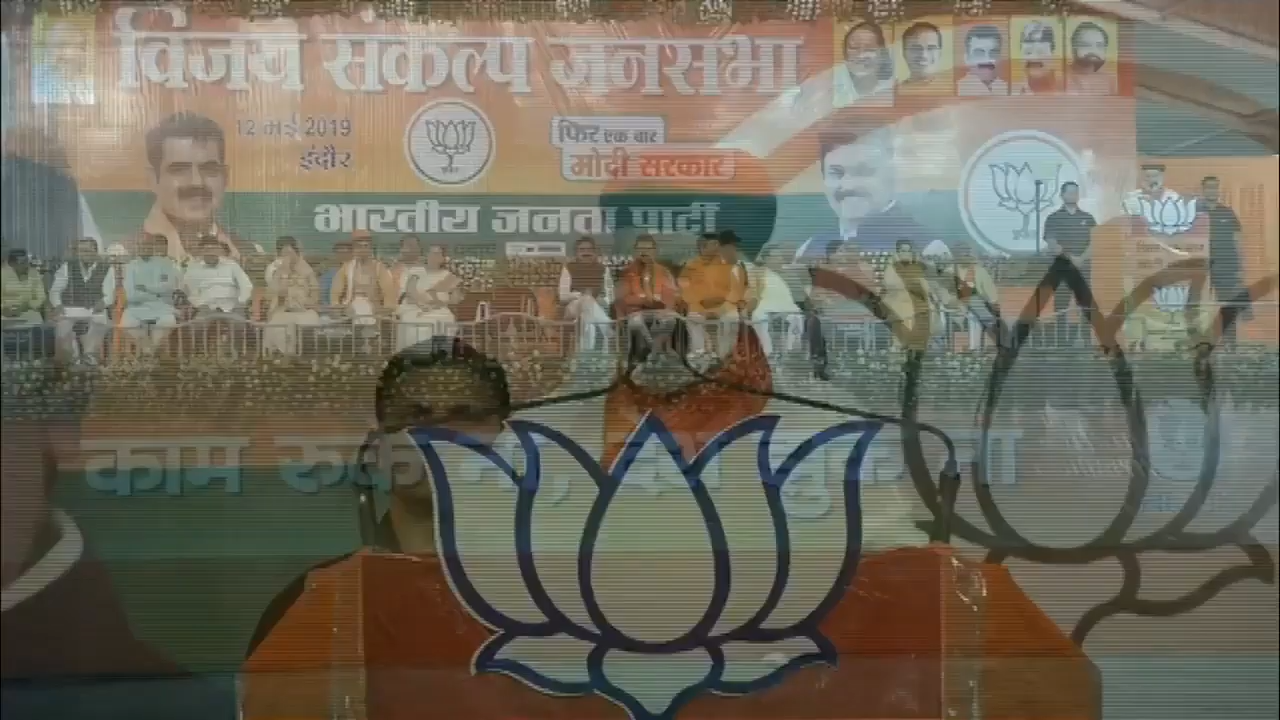 विजय संकल्प जनसभा
12 मई 2019
इंदौर
फिर एक बार
मोदी सरकार
भारतीय जनता पार्टी
काम रुके ना, देश झुके ना